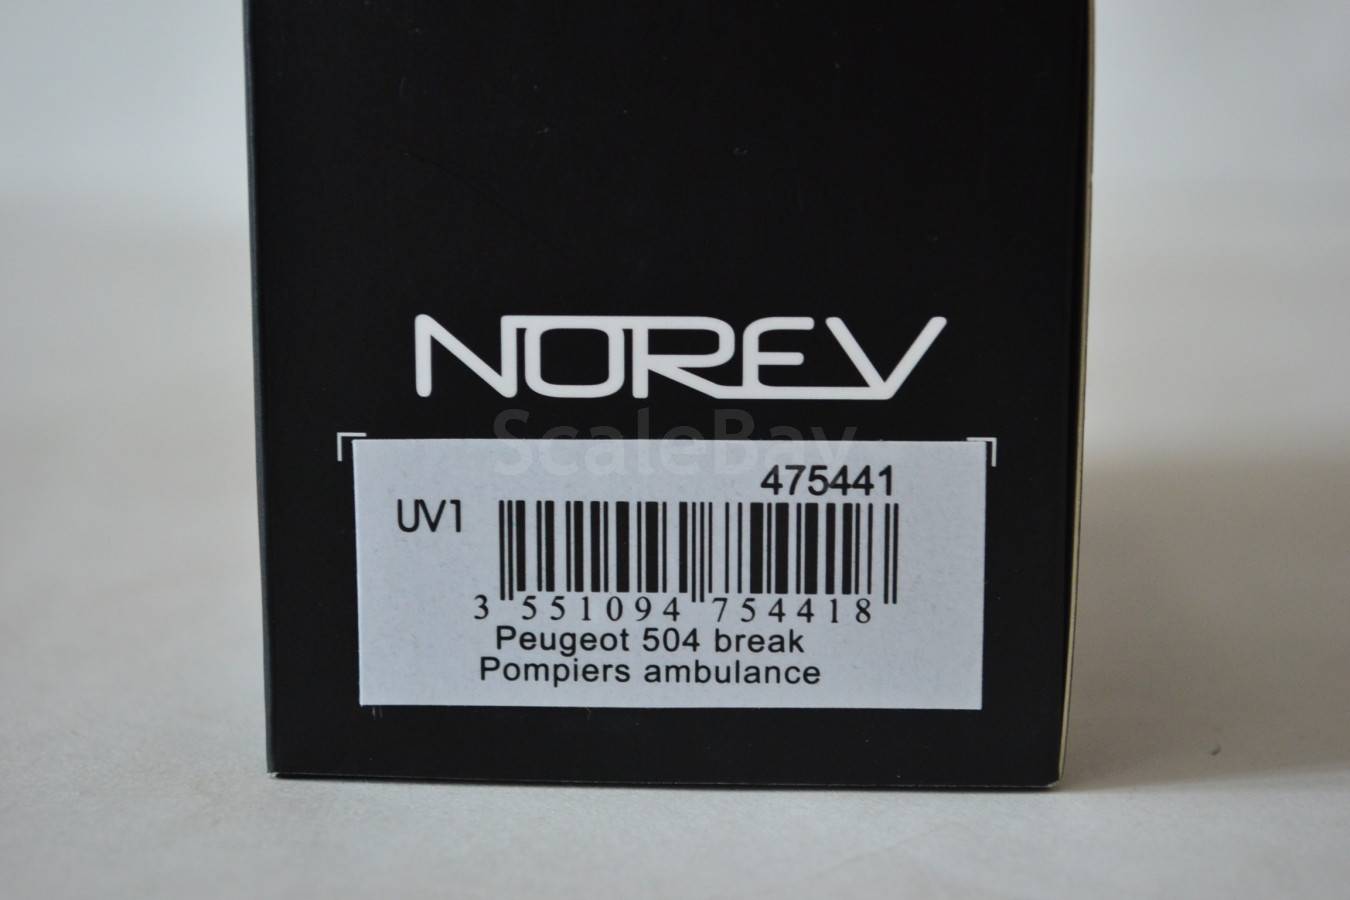 NOREV
ScaleBay
475441
UV1
3 551094 754418
Peugeot 504 break
Pompiers ambulance